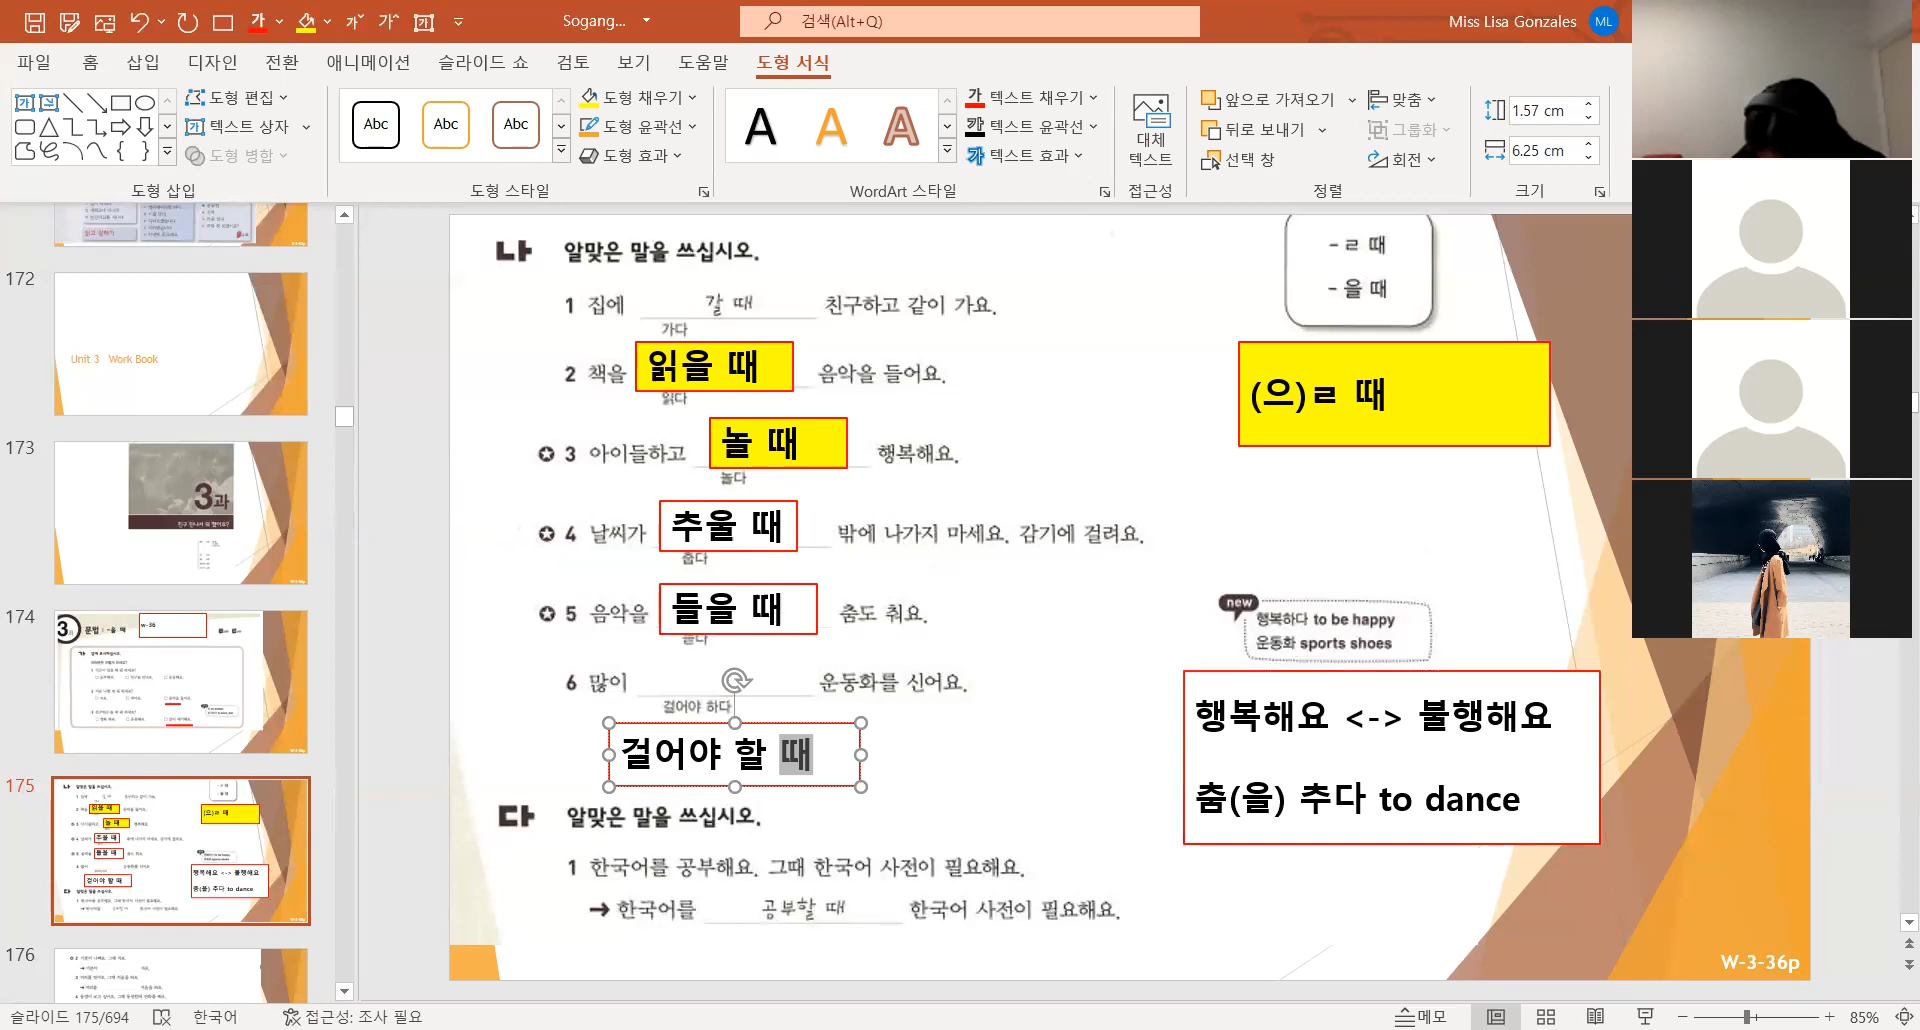 Sogang...
검색(Alt+Q)
Miss Lisa Gonzales
ML
파일 홈 삽입 디자인 전환 애니메이션 슬라이드 쇼 검토 보기 도움말 도형 서식
도형 편집
텍스트 상자
도형 병합
도형 삽입
Abc Abc Abc
도형 채우기
도형 윤곽선
도형 효과
도형 스타일
A A A
텍스트 채우기
텍스트 윤곽선
텍스트 효과
WordArt 스타일
대체
텍스트
접근성
앞으로 가져오기
뒤로 보내기
선택 창
맞춤
그룹화
회전
정렬
1.57 cm
6.25 cm
크기
172
Unit 3 Work Book
173
3과
174
3
w-36
175
176
나 알맞은 말을 쓰십시오.
-ㄹ 때
-을 때
1 집에 갈 때 친구하고 같이 가요.
가다
2 책을 읽을 때 음악을 들어요.
읽다
(으)ㄹ 때
3 아이들하고 놀 때 행복해요.
놀다
4 날씨가 추울 때 밖에 나가지 마세요. 감기에 걸려요.
춥다
5 음악을 들을 때 춤도 춰요.
듣다
new
행복하다 to be happy
운동화 sports shoes
6 많이 운동화를 신어요.
걸어야 하다
걸어야 할 때
행복해요 <-> 불행해요
춤(을) 추다 to dance
다 알맞은 말을 쓰십시오.
1 한국어를 공부해요. 그때 한국어 사전이 필요해요.
→ 한국어를 공부할 때 한국어 사전이 필요해요.
W-3-36p
슬라이드 175/694
한국어
접근성: 조사 필요
메모
85%